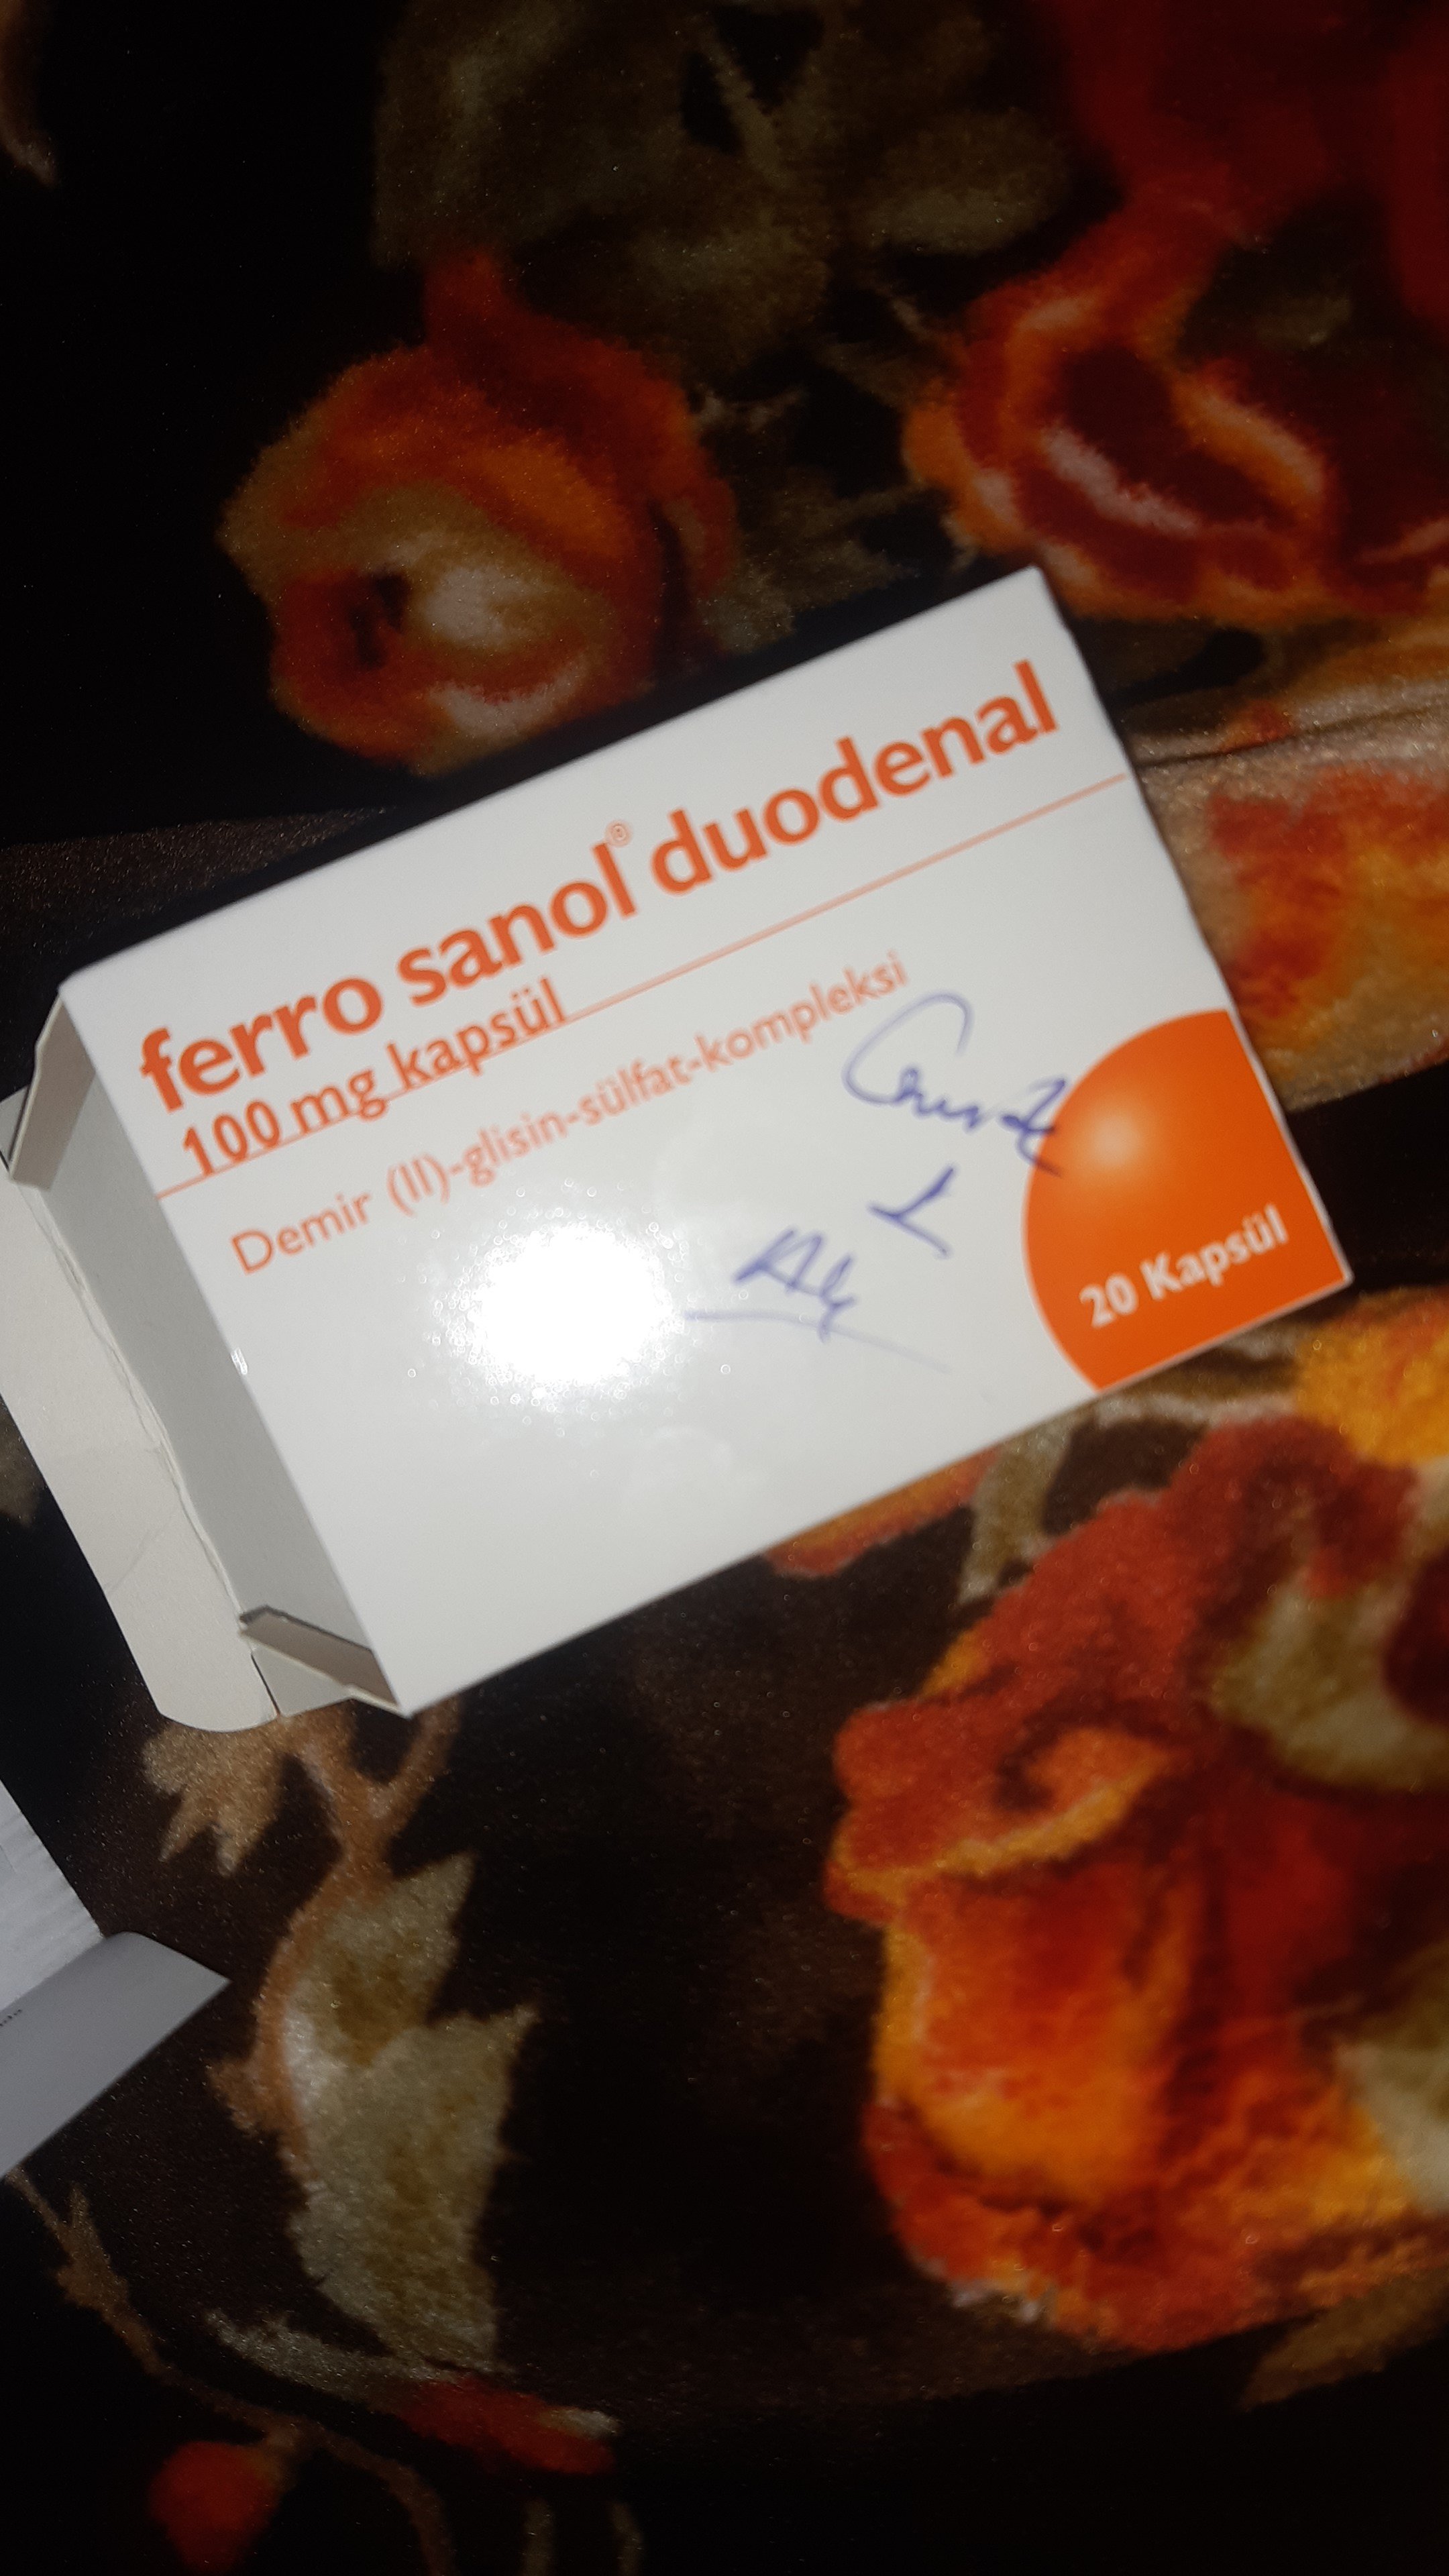 ferro sanol® duodenal
100 mg kapsül
Demir (II)-glisin-sülfat-kompleksi
20 Kapsül